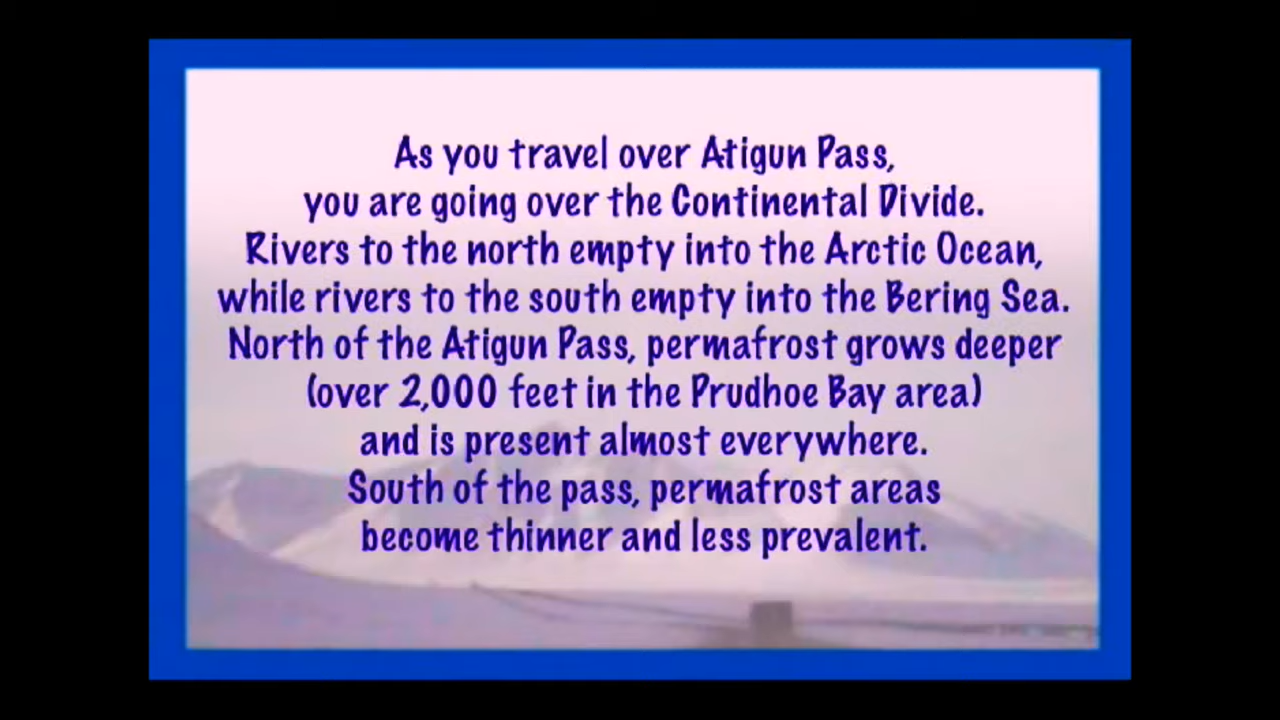 As you travel over Atigun Pass,
you are going over the Continental Divide.
Rivers to the north empty into the Arctic Ocean,
while rivers to the south empty into the Bering Sea.
North of the Atigun Pass, permafrost grows deeper
(over 2,000 feet in the Prudhoe Bay area)
and is present almost everywhere.
South of the pass, permafrost areas
become thinner and less prevalent.